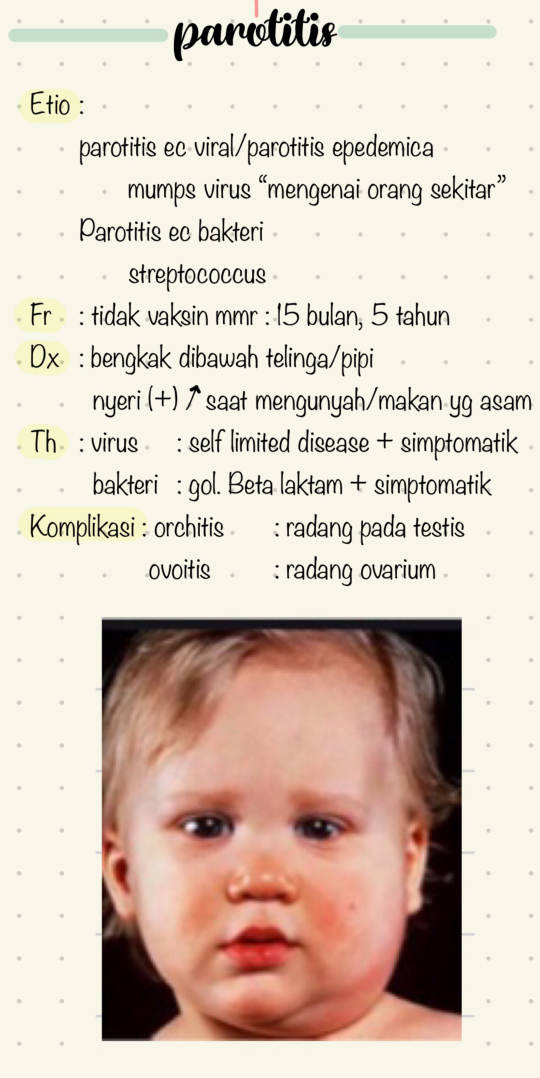 parotitis
Etio :
parotitis ec viral/parotitis epedemica
mumps virus “mengenai orang sekitar”
Parotitis ec bakteri
streptococcus
Fr : tidak vaksin mmr : 15 bulan, 5 tahun
Dx : bengkak dibawah telinga/pipi
nyeri (+) ↗ saat mengunyah/makan yg asam
Th : virus : self limited disease + simptomatik
bakteri : gol. Beta laktam + simptomatik
Komplikasi : orchitis : radang pada testis
ovoitis : radang ovarium